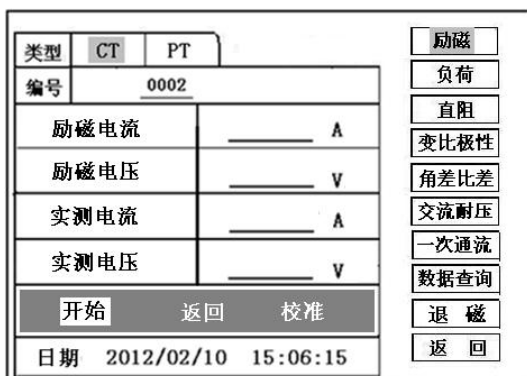 类型 CT PT
编号 0002
励磁电流 A
励磁电压 V
实测电流 A
实测电压 V
开始 返回 校准
日期 2012/02/10 15:06:15
励磁
负荷
直阻
变比极性
角差比差
交流耐压
一次通流
数据查询
退 磁
返 回